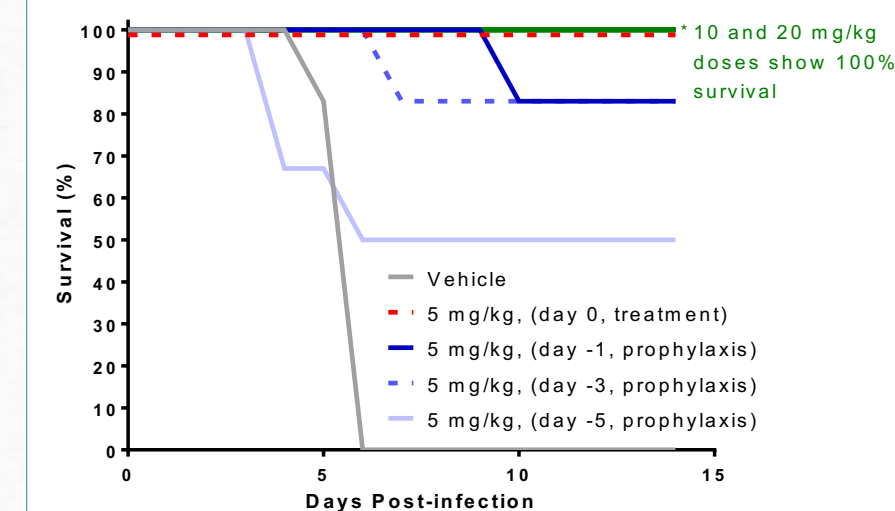 100
90
80
70
60
50
40
30
20
10
0
Survival (%)
* 10 and 20 mg/kg
doses show 100%
survival
Vehicle
5 mg/kg, (day 0, treatment)
5 mg/kg, (day -1, prophylaxis)
5 mg/kg, (day -3, prophylaxis)
5 mg/kg, (day -5, prophylaxis)
0 5 10 15
Days Post-infection